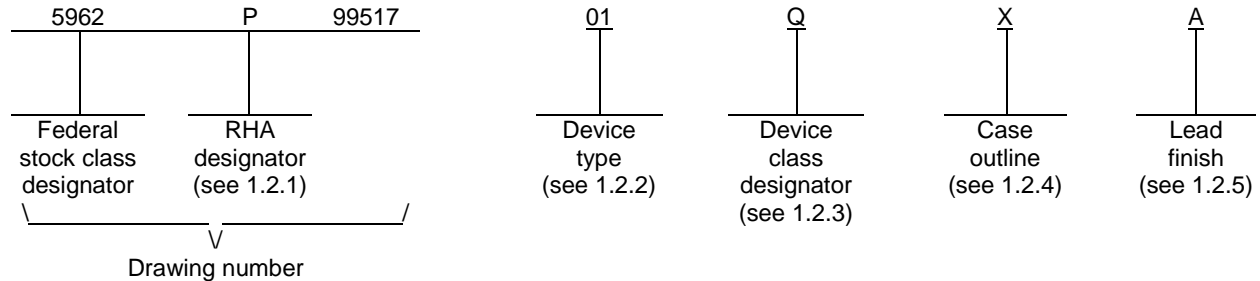 5962 P 99517 01 Q X A
Federal stock class designator
RHA designator (see 1.2.1)
Device type (see 1.2.2)
Device class designator (see 1.2.3)
Case outline (see 1.2.4)
Lead finish (see 1.2.5)
Drawing number